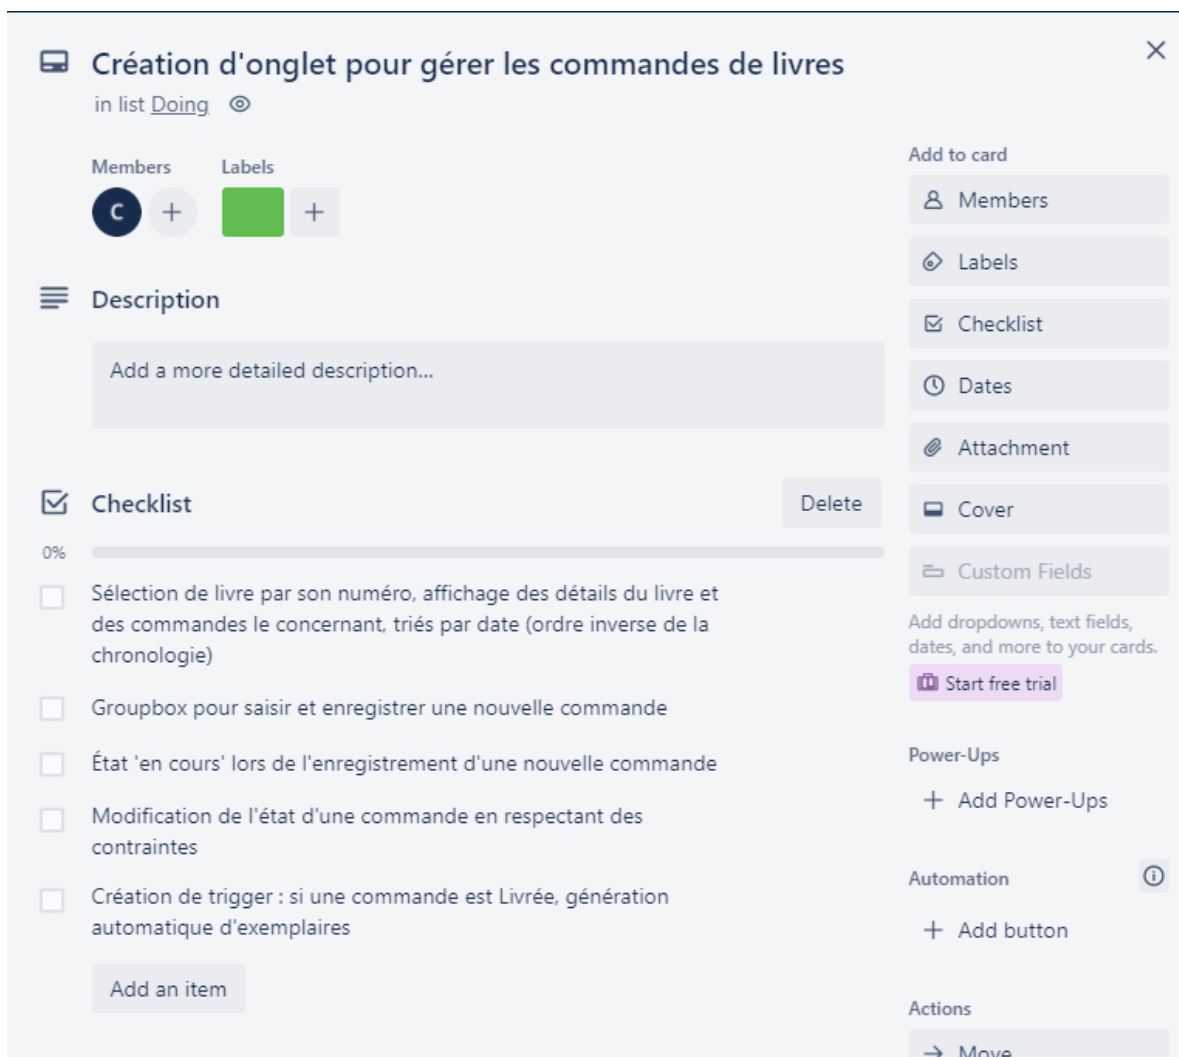 Création d'onglet pour gérer les commandes de livres
in list Doing
Members
Labels
C
Description
Add a more detailed description...
Checklist
Delete
0%
Sélection de livre par son numéro, affichage des détails du livre et
des commandes le concernant, triés par date (ordre inverse de la
chronologie)
Groupbox pour saisir et enregistrer une nouvelle commande
État 'en cours' lors de l'enregistrement d'une nouvelle commande
Modification de l'état d'une commande en respectant des
contraintes
Création de trigger : si une commande est Livrée, génération
automatique d'exemplaires
Add an item
Add to card
Members
Labels
Checklist
Dates
Attachment
Cover
Custom Fields
Add dropdowns, text fields,
dates, and more to your cards.
Start free trial
Power-Ups
+ Add Power-Ups
Automation
+ Add button
Actions
→ Move